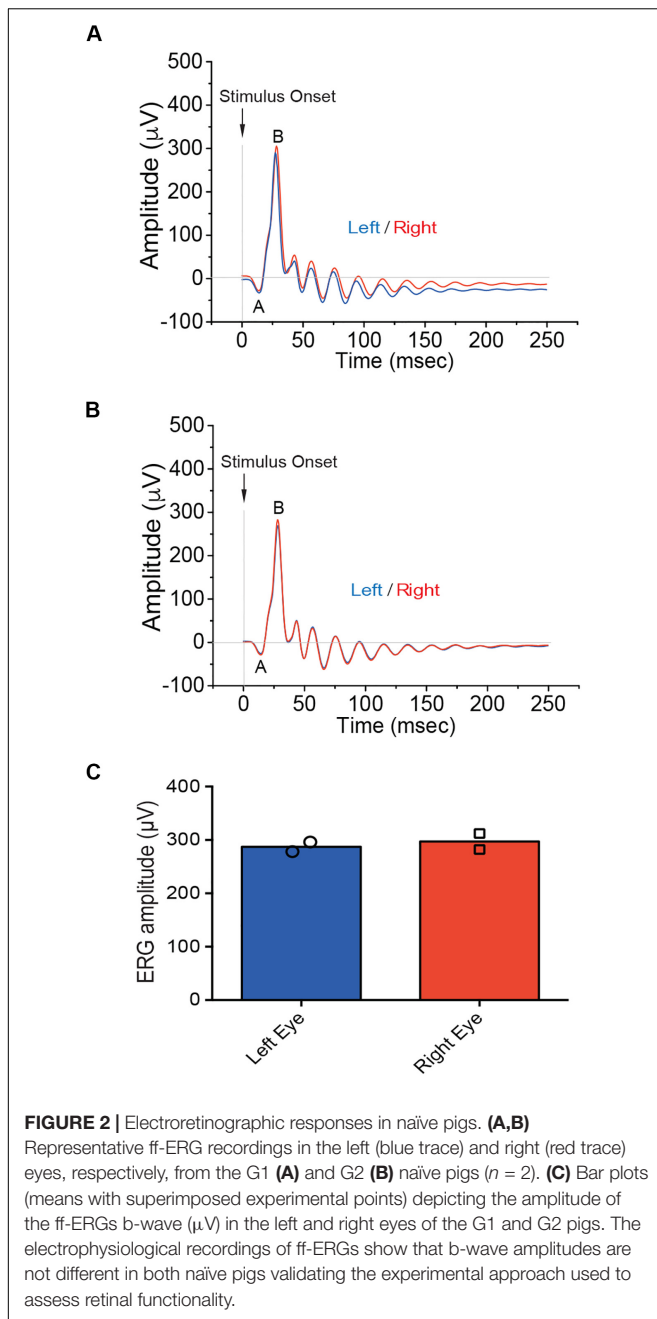 A
500
Stimulus Onset
400
B
300
Amplitude (μV)
200
Left / Right
100
0
A
-100
0 50 100 150 200 250
Time (msec)
B
500
Stimulus Onset
400
B
300
Amplitude (μV)
200
Left / Right
100
0
A
-100
0 50 100 150 200 250
Time (msec)
C
400
300
ERG amplitude (μV)
200
100
0
Left Eye Right Eye
FIGURE 2 | Electroretinographic responses in naïve pigs. (A,B)
Representative ff-ERG recordings in the left (blue trace) and right (red trace)
eyes, respectively, from the G1 (A) and G2 (B) naïve pigs (n = 2). (C) Bar plots
(means with superimposed experimental points) depicting the amplitude of
the ff-ERGs b-wave (μV) in the left and right eyes of the G1 and G2 pigs. The
electrophysiological recordings of ff-ERGs show that b-wave amplitudes are
not different in both naïve pigs validating the experimental approach used to
assess retinal functionality.